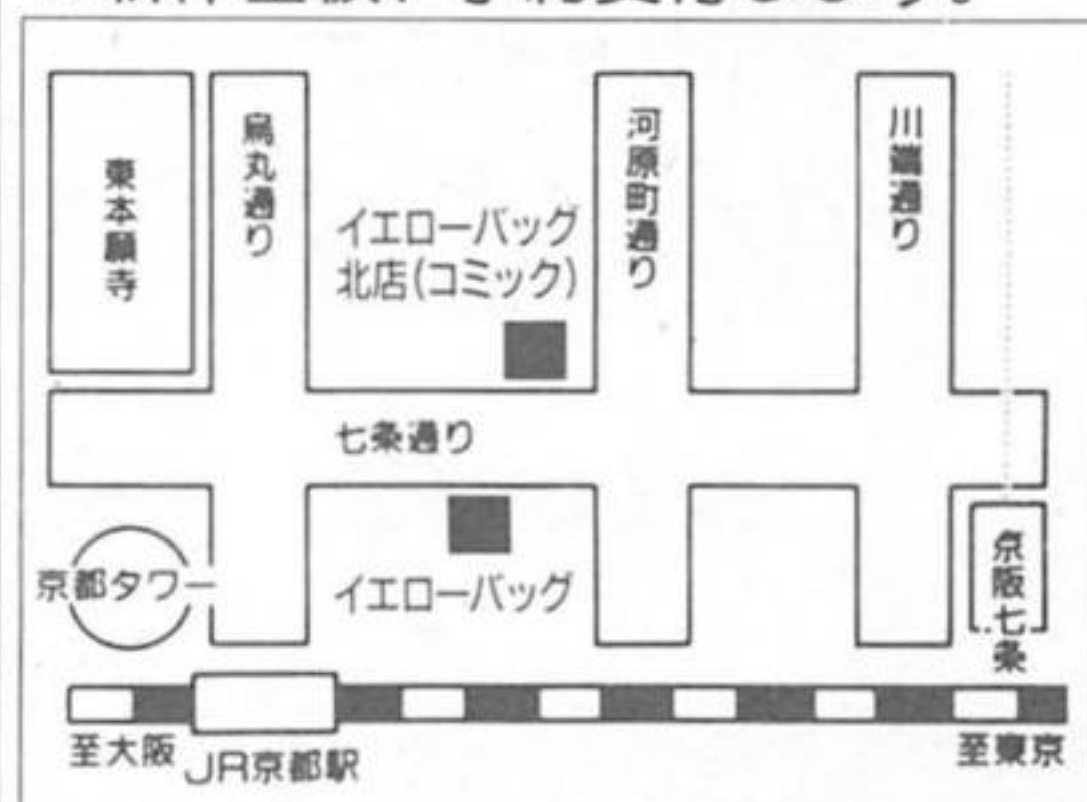 東本願寺
烏丸通り
イエローバッグ
北店(コミック)
河原町通り
川端通り
七条通り
京都タワー
イエローバッグ
京阪七条
至大阪
JR京都駅
至東京